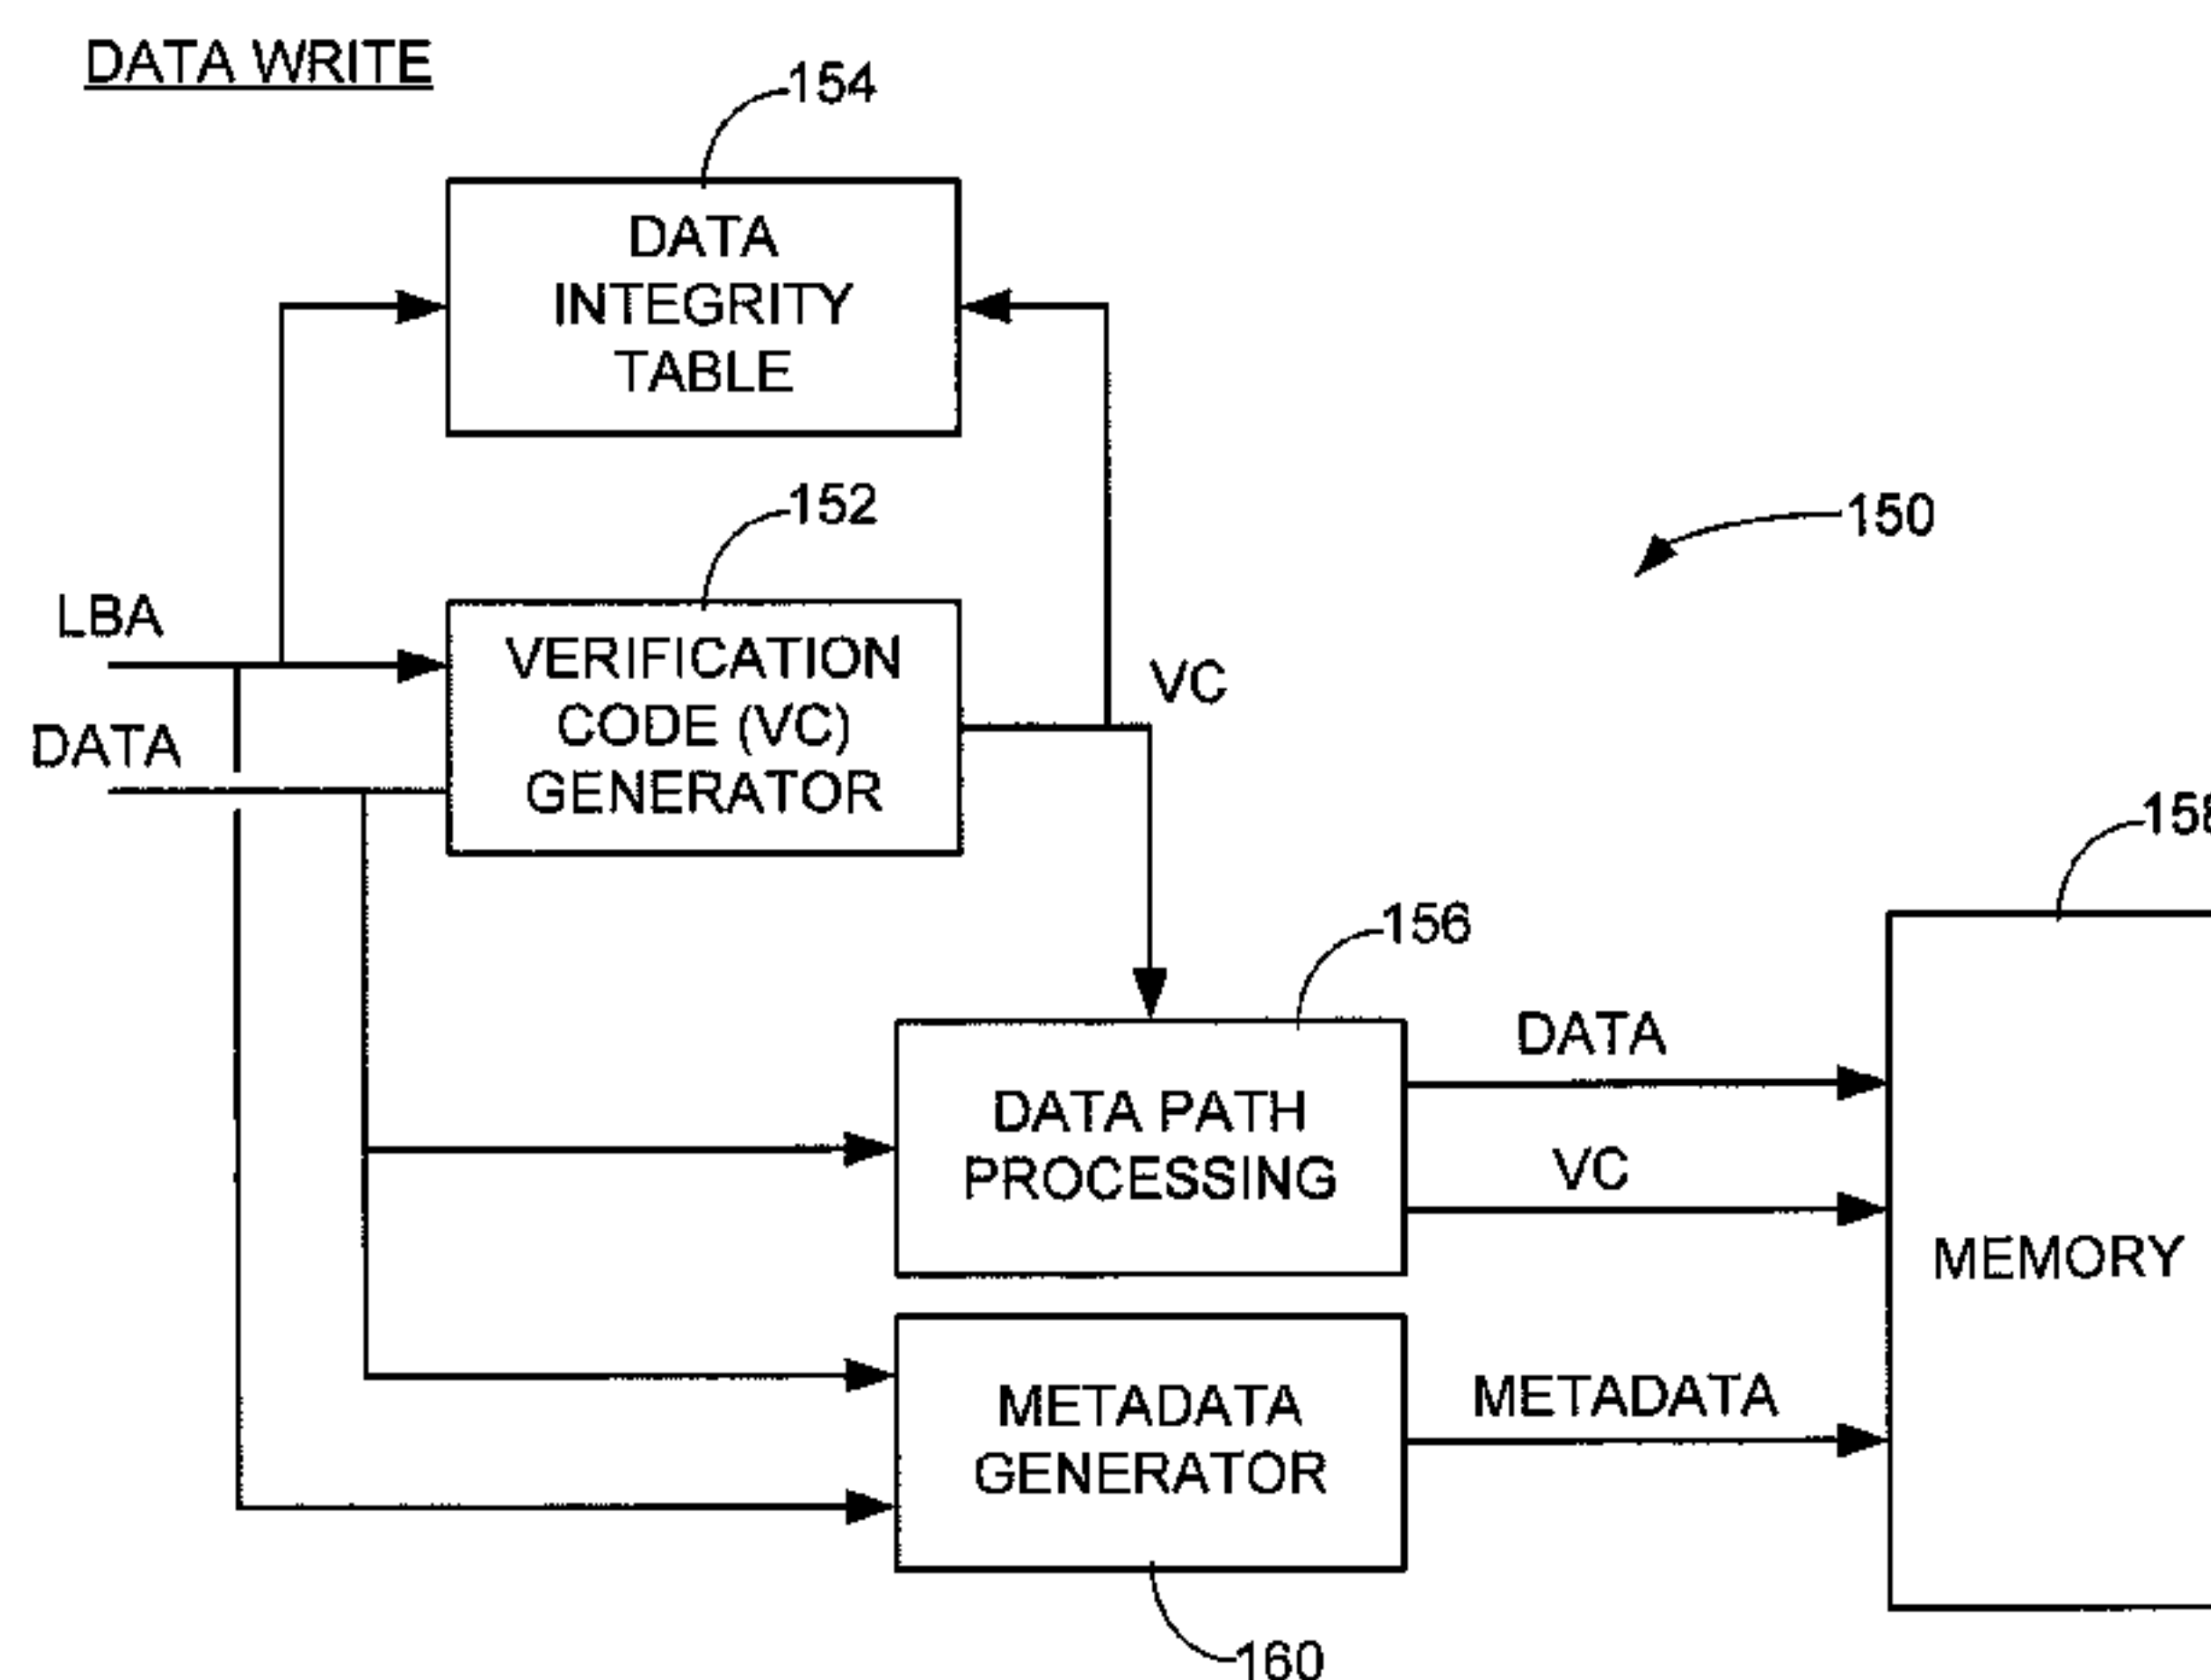 DATA WRITE
154
DATA
INTEGRITY
TABLE
152
150
LBA
VERIFICATION
CODE (VC)
GENERATOR
VC
DATA
158
156
DATA PATH
PROCESSING
DATA
VC
MEMORY
METADATA
GENERATOR
METADATA
160